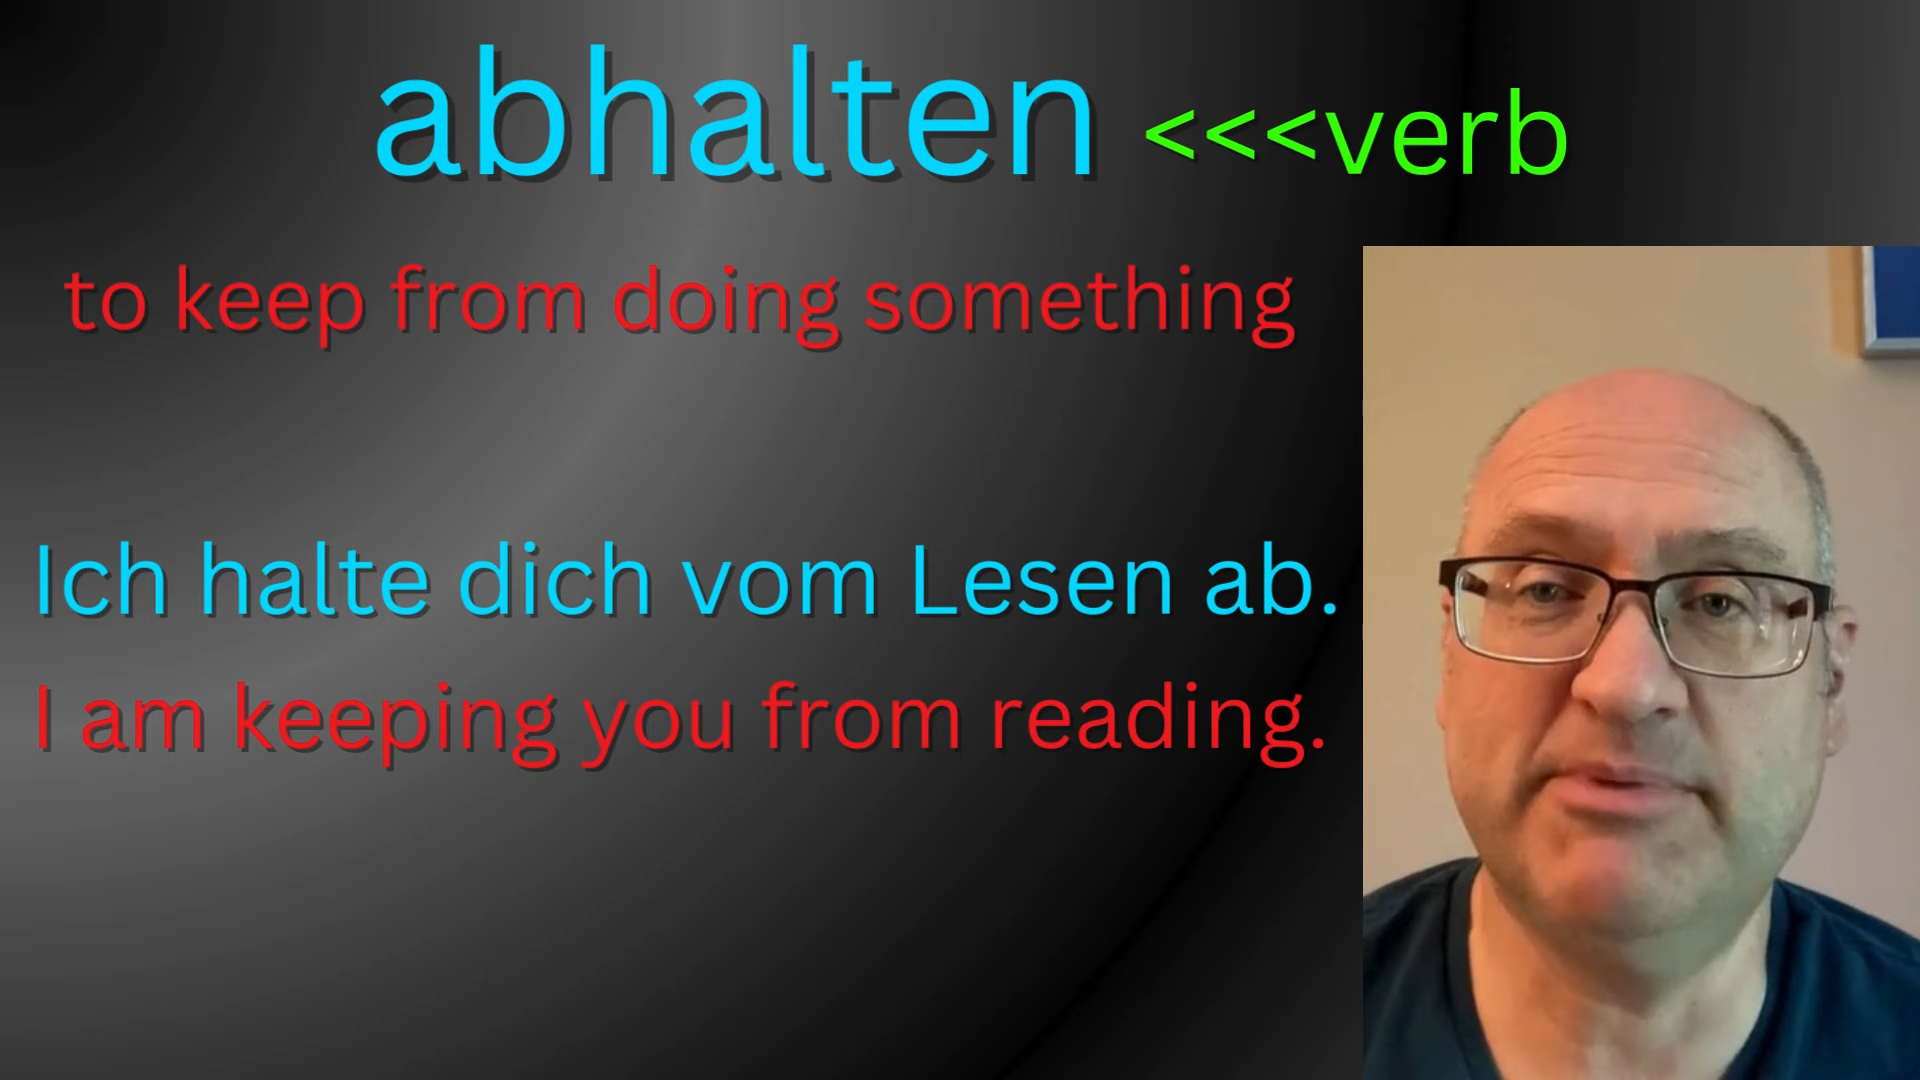 abhalten <<<verb
to keep from doing something
Ich halte dich vom Lesen ab.
I am keeping you from reading.